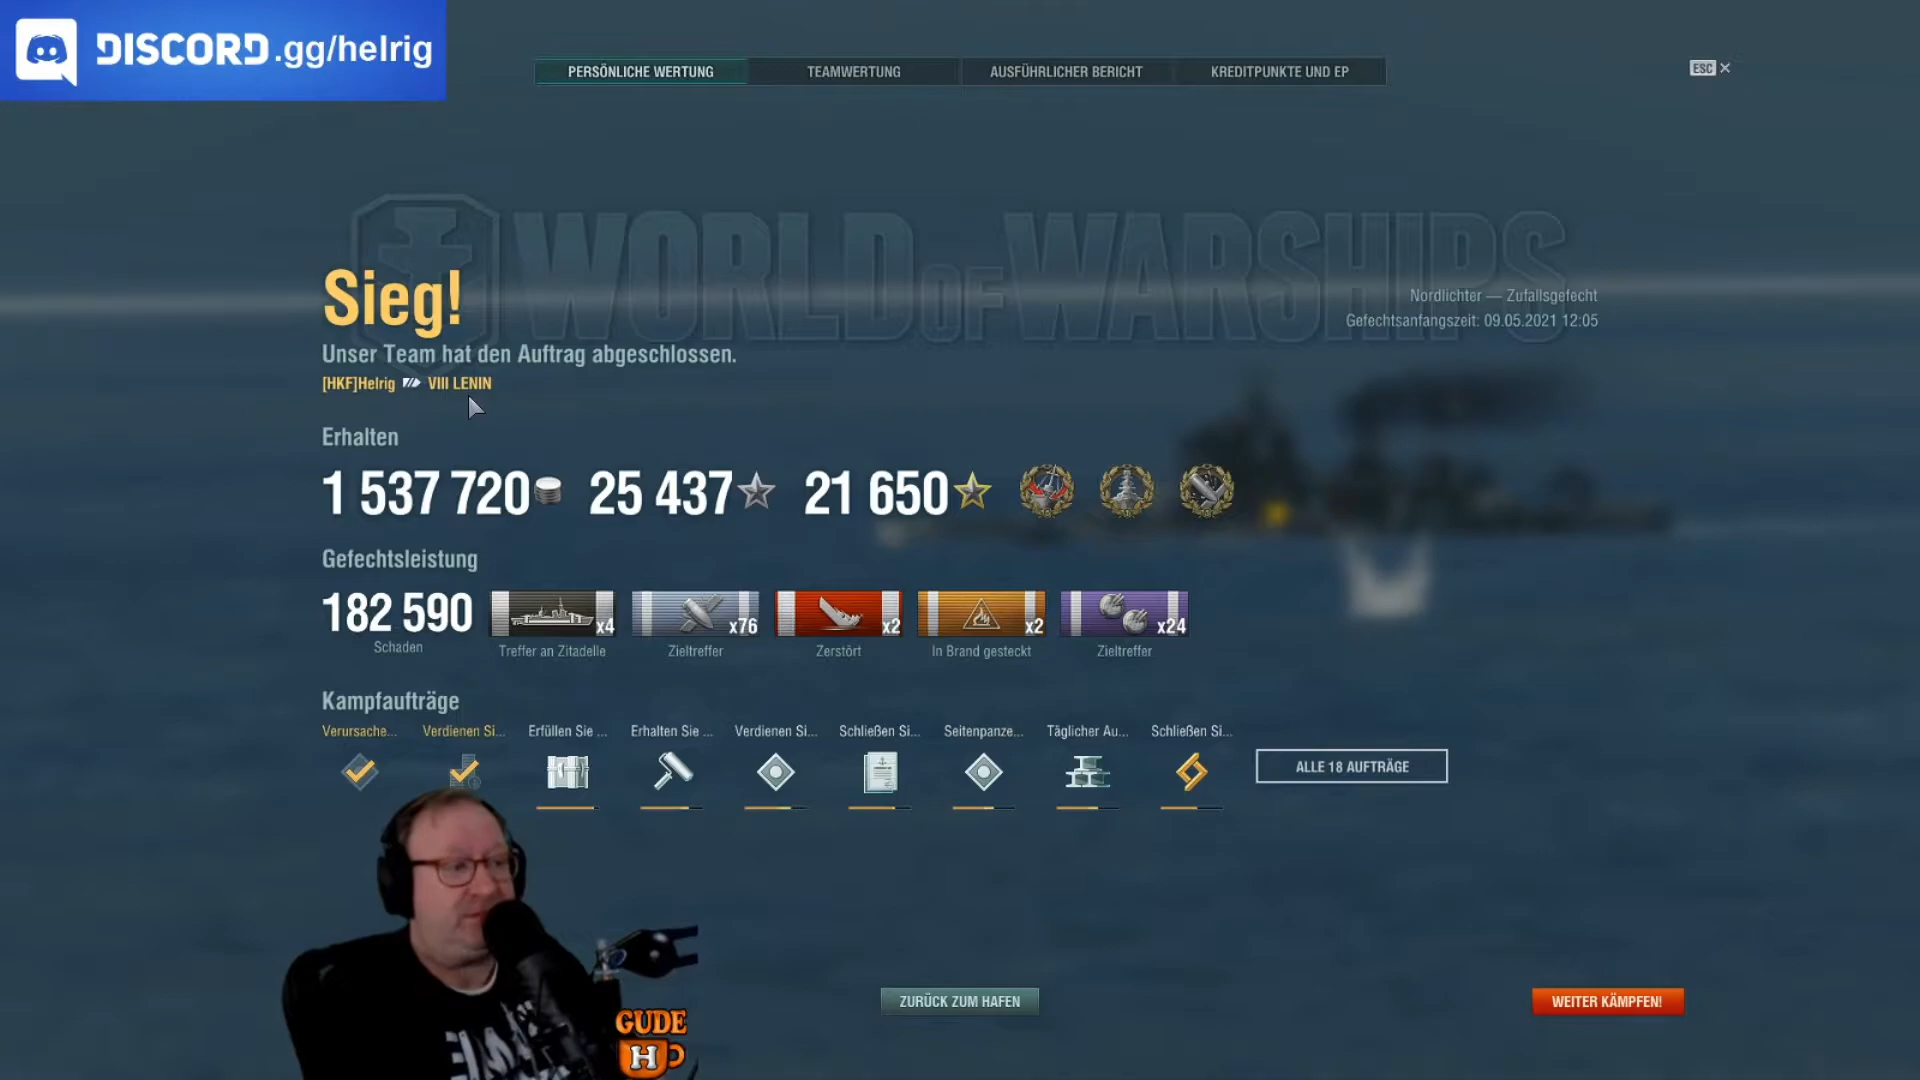 DISCORD.gg/helrig
PERSÖNLICHE WERTUNG
TEAMWERTUNG
AUSFÜHRLICHER BERICHT
KREDITPUNKTE UND EP
ESC
WORLD OF WARSHIPS
Sieg!
Nordlichter — Zufallsgefecht
Gefechtsanfangszeit: 09.05.2021 12:05
Unser Team hat den Auftrag abgeschlossen.
[HKF]Helrig VIII LENIN
Erhalten
1 537 720 25 437 21 650
Gefechtsleistung
182 590 x4 x76 x2 x2 x24
Schaden Treffer an Zitadelle Zieltreffer Zerstört In Brand gesteckt Zieltreffer
Kampfaufträge
Verursache... Verdienen Si... Erfüllen Sie ... Erhalten Sie ... Verdienen Si... Schließen Si... Seitenpanze... Täglicher Au... Schließen Si...
ALLE 18 AUFTRÄGE
ZURÜCK ZUM HAFEN
WEITER KÄMPFEN!
GUDE
H